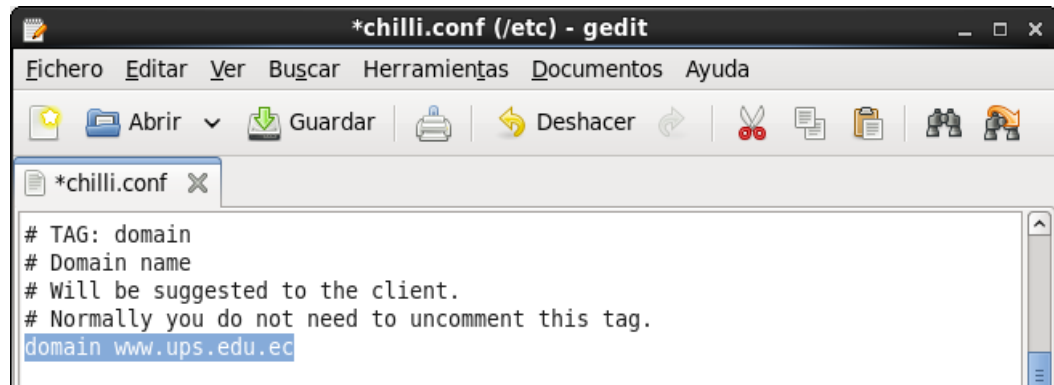 *chilli.conf (/etc) - gedit
Fichero Editar Ver Buscar Herramientas Documentos Ayuda
Abrir Guardar Deshacer
*chilli.conf
# TAG: domain
# Domain name
# Will be suggested to the client.
# Normally you do not need to uncomment this tag.
domain www.ups.edu.ec